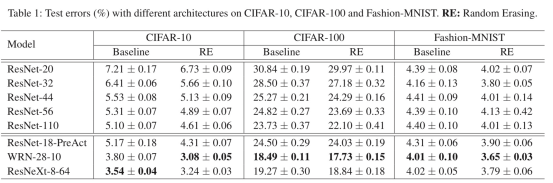 Table 1: Test errors (%) with different architectures on CIFAR-10, CIFAR-100 and Fashion-MNIST. RE: Random Erasing.
Model CIFAR-10 CIFAR-100 Fashion-MNIST
Baseline RE Baseline RE Baseline RE
ResNet-20 7.21 ± 0.17 6.73 ± 0.09 30.84 ± 0.19 29.97 ± 0.11 4.39 ± 0.08 4.02 ± 0.07
ResNet-32 6.41 ± 0.06 5.66 ± 0.10 28.50 ± 0.37 27.18 ± 0.32 4.16 ± 0.13 3.80 ± 0.05
ResNet-44 5.53 ± 0.08 5.13 ± 0.09 25.27 ± 0.21 24.29 ± 0.16 4.41 ± 0.09 4.01 ± 0.14
ResNet-56 5.31 ± 0.07 4.89 ± 0.07 24.82 ± 0.27 23.69 ± 0.33 4.39 ± 0.10 4.13 ± 0.42
ResNet-110 5.10 ± 0.07 4.61 ± 0.06 23.73 ± 0.37 22.10 ± 0.41 4.40 ± 0.10 4.01 ± 0.13
ResNet-18-PreAct 5.17 ± 0.18 4.31 ± 0.07 24.50 ± 0.29 24.03 ± 0.19 4.31 ± 0.06 3.90 ± 0.06
WRN-28-10 3.80 ± 0.07 3.08 ± 0.05 18.49 ± 0.11 17.73 ± 0.15 4.01 ± 0.10 3.65 ± 0.03
ResNeXt-8-64 3.54 ± 0.04 3.24 ± 0.03 19.27 ± 0.30 18.84 ± 0.18 4.02 ± 0.05 3.79 ± 0.06